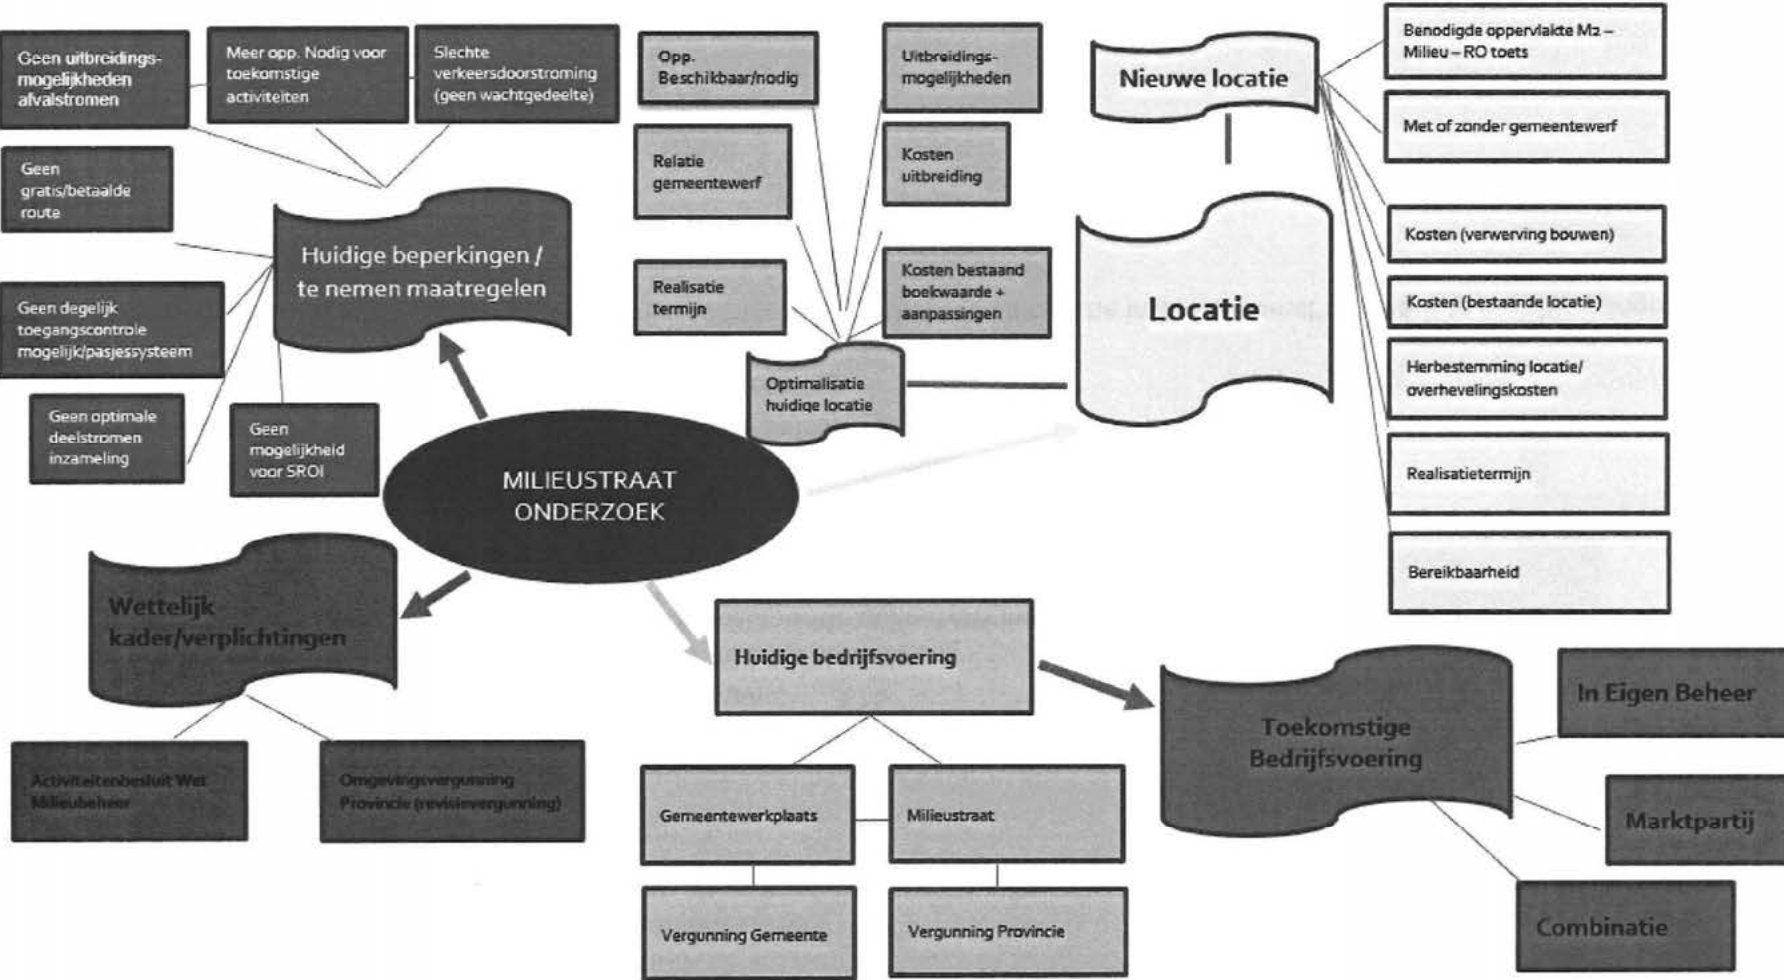 Geen uitbreidings-
mogelijkheden
afvalstromen
Meer opp. Nodig voor
toekomstige
activiteiten
Slechte
verkeersdoorstroming
(geen wachtgedeelte)
Geen
gratis/betaalde
route
Huidige beperkingen /
te nemen maatregelen
Geen degelijk
toegangscontrole
mogelijk/pasjessysteem
Geen optimale
deelstromen
inzameling
Geen
mogelijkheid
voor SROI
Opp.
Beschikbaar/nodig
Uitbreidings-
mogelijkheden
Relatie
gemeentewerf
Kosten
uitbreiding
Realisatie
termijn
Kosten bestaand
boekwaarde +
aanpassingen
Optimalisatie
huidige locatie
Nieuwe locatie
Locatie
Benodigde oppervlakte M2 –
Milieu – RO toets
Met of zonder gemeentewerf
Kosten (verwerving bouwen)
Kosten (bestaande locatie)
Herbestemming locatie/
overhevelingskosten
Realisatietermijn
Bereikbaarheid
MILIEUSTRAAT
ONDERZOEK
Wettelijk
kader/verplichtingen
Activiteitenbesluit Wet
Milieubeheer
Omgevingsvergunning
Provincie (revisievergunning)
Huidige bedrijfsvoering
Gemeentewerkplaats
Milieustraat
Vergunning Gemeente
Vergunning Provincie
Toekomstige
Bedrijfsvoering
In Eigen Beheer
Marktpartij
Combinatie